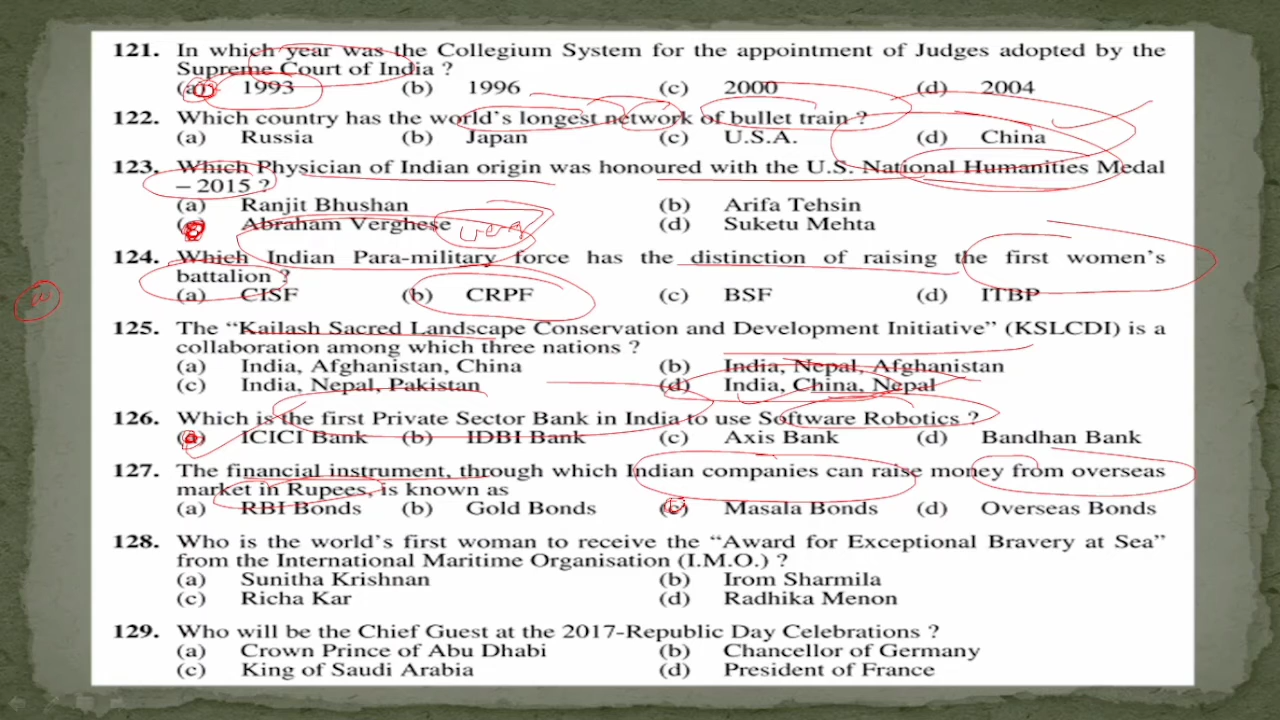 121. In which year was the Collegium System for the appointment of Judges adopted by the
Supreme Court of India ?
(a) 1993 (b) 1996 (c) 2000 (d) 2004
122. Which country has the world's longest network of bullet train ?
(a) Russia (b) Japan (c) U.S.A. (d) China
123. Which Physician of Indian origin was honoured with the U.S. National Humanities Medal
– 2015 ?
(a) Ranjit Bhushan (b) Arifa Tehsin
Abraham Verghese (d) Suketu Mehta
124. Which Indian Para-military force has the distinction of raising the first women's
battalion ?
(a) CISF (b) CRPF (c) BSF (d) ITBP
125. The “Kailash Sacred Landscape Conservation and Development Initiative” (KSLCDI) is a
collaboration among which three nations ?
(a) India, Afghanistan, China (b) India, Nepal, Afghanistan
(c) India, Nepal, Pakistan (d) India, China, Nepal
126. Which is the first Private Sector Bank in India to use Software Robotics ?
(a) ICICI Bank (b) IDBI Bank (c) Axis Bank (d) Bandhan Bank
127. The financial instrument, through which Indian companies can raise money from overseas
market in Rupees, is known as
(a) RBI Bonds (b) Gold Bonds (c) Masala Bonds (d) Overseas Bonds
128. Who is the world's first woman to receive the “Award for Exceptional Bravery at Sea”
from the International Maritime Organisation (I.M.O.) ?
(a) Sunitha Krishnan (b) Irom Sharmila
(c) Richa Kar (d) Radhika Menon
129. Who will be the Chief Guest at the 2017-Republic Day Celebrations ?
(a) Crown Prince of Abu Dhabi (b) Chancellor of Germany
(c) King of Saudi Arabia (d) President of France